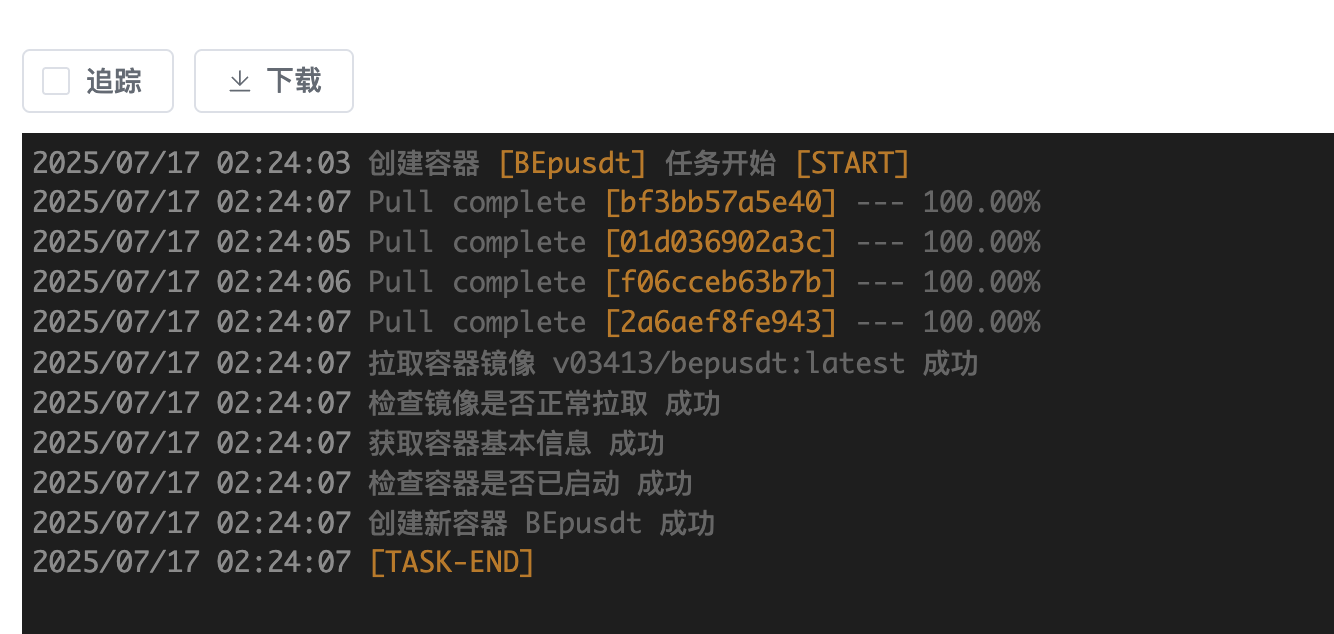 追踪 下载
2025/07/17 02:24:03 创建容器 [BEpusdt] 任务开始 [START]
2025/07/17 02:24:07 Pull complete [bf3bb57a5e40] --- 100.00%
2025/07/17 02:24:05 Pull complete [01d036902a3c] --- 100.00%
2025/07/17 02:24:06 Pull complete [f06cceb63b7b] --- 100.00%
2025/07/17 02:24:07 Pull complete [2a6aef8fe943] --- 100.00%
2025/07/17 02:24:07 拉取容器镜像 v03413/bepusdt:latest 成功
2025/07/17 02:24:07 检查镜像是否正常拉取 成功
2025/07/17 02:24:07 获取容器基本信息 成功
2025/07/17 02:24:07 检查容器是否已启动 成功
2025/07/17 02:24:07 创建新容器 BEpusdt 成功
2025/07/17 02:24:07 [TASK-END]